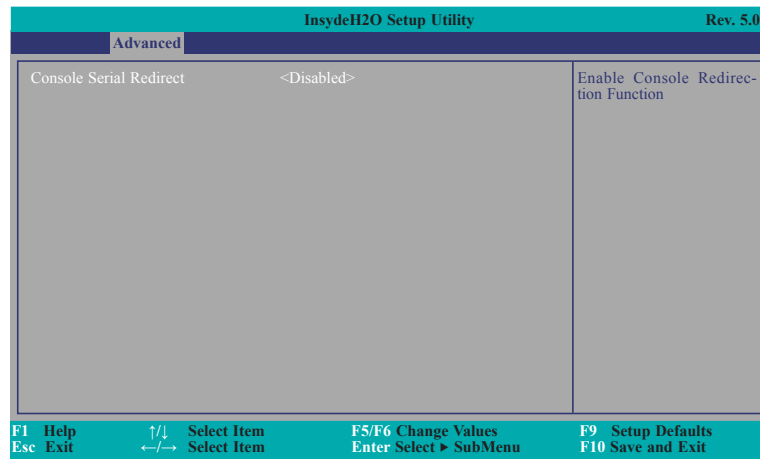 InsydeH2O Setup Utility Rev. 5.0
Advanced
Console Serial Redirect <Disabled>
Enable Console Redirec-
tion Function
F1 Help ↑/↓ Select Item F5/F6 Change Values F9 Setup Defaults
Esc Exit ←/→ Select Item Enter Select ► SubMenu F10 Save and Exit